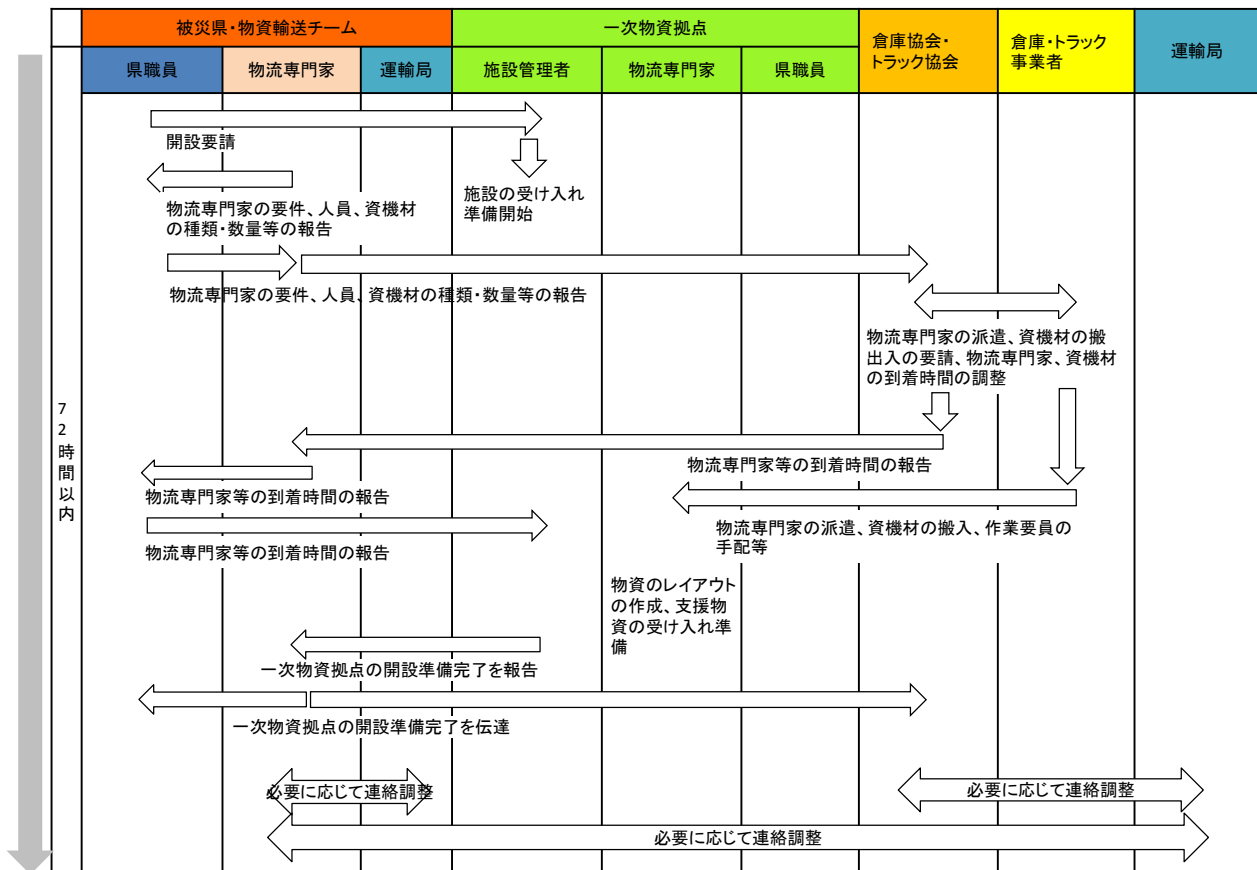 被災県・物資輸送チーム
一次物資拠点
倉庫協会・
トラック協会
倉庫・トラック
事業者
運輸局
県職員
物流専門家
運輸局
施設管理者
物流専門家
県職員
72時間以内
開設要請
施設の受け入れ
準備開始
物流専門家の要件、人員、資機材
の種類・数量等の報告
物流専門家の要件、人員、資機材の種類・数量等の報告
物流専門家の派遣、資機材の搬
出入の要請、物流専門家、資機材
の到着時間の調整
物流専門家等の到着時間の報告
物流専門家等の到着時間の報告
物流専門家の派遣、資機材の搬入、作業要員の
手配等
物流専門家等の到着時間の報告
物資のレイアウト
の作成、支援物
資の受け入れ準
備
一次物資拠点の開設準備完了を報告
一次物資拠点の開設準備完了を伝達
必要に応じて連絡調整
必要に応じて連絡調整
必要に応じて連絡調整